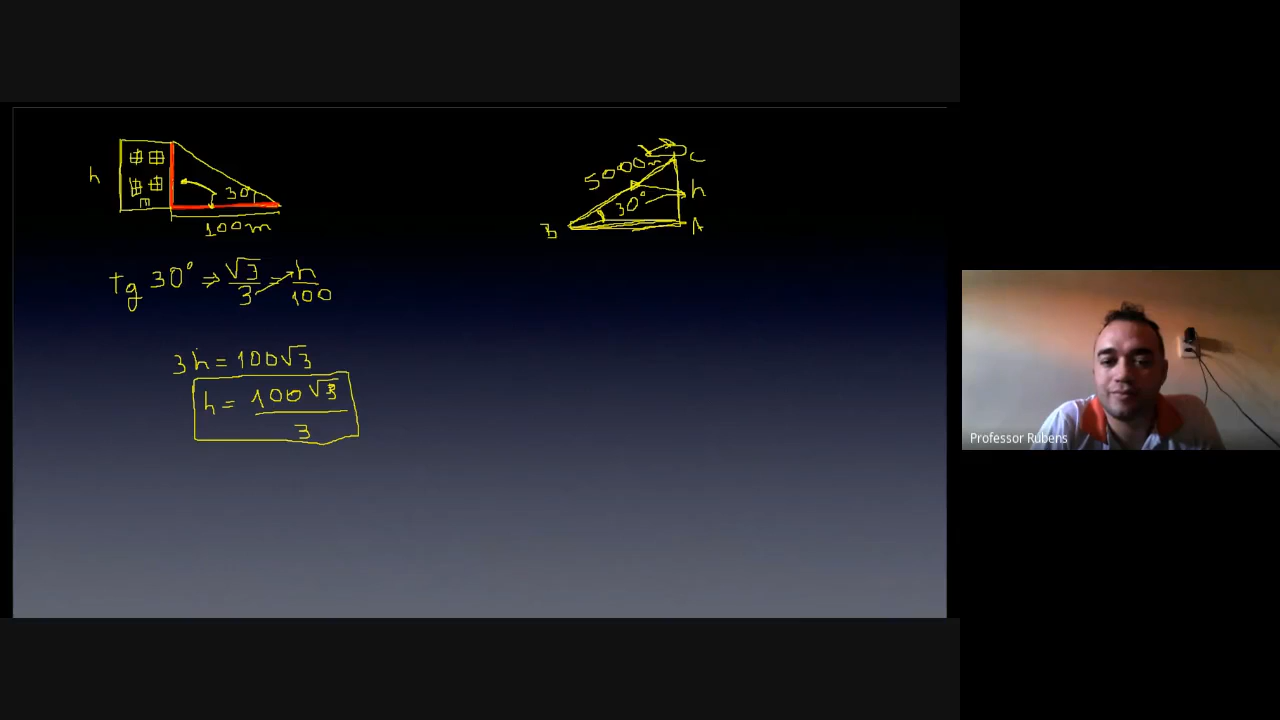 h
30°
100m
tg 30° ⇒ √3/3 = h/100
3h = 100√3
h = 100√3
3
C
5000m
h
30°
B
A
Professor Rubens